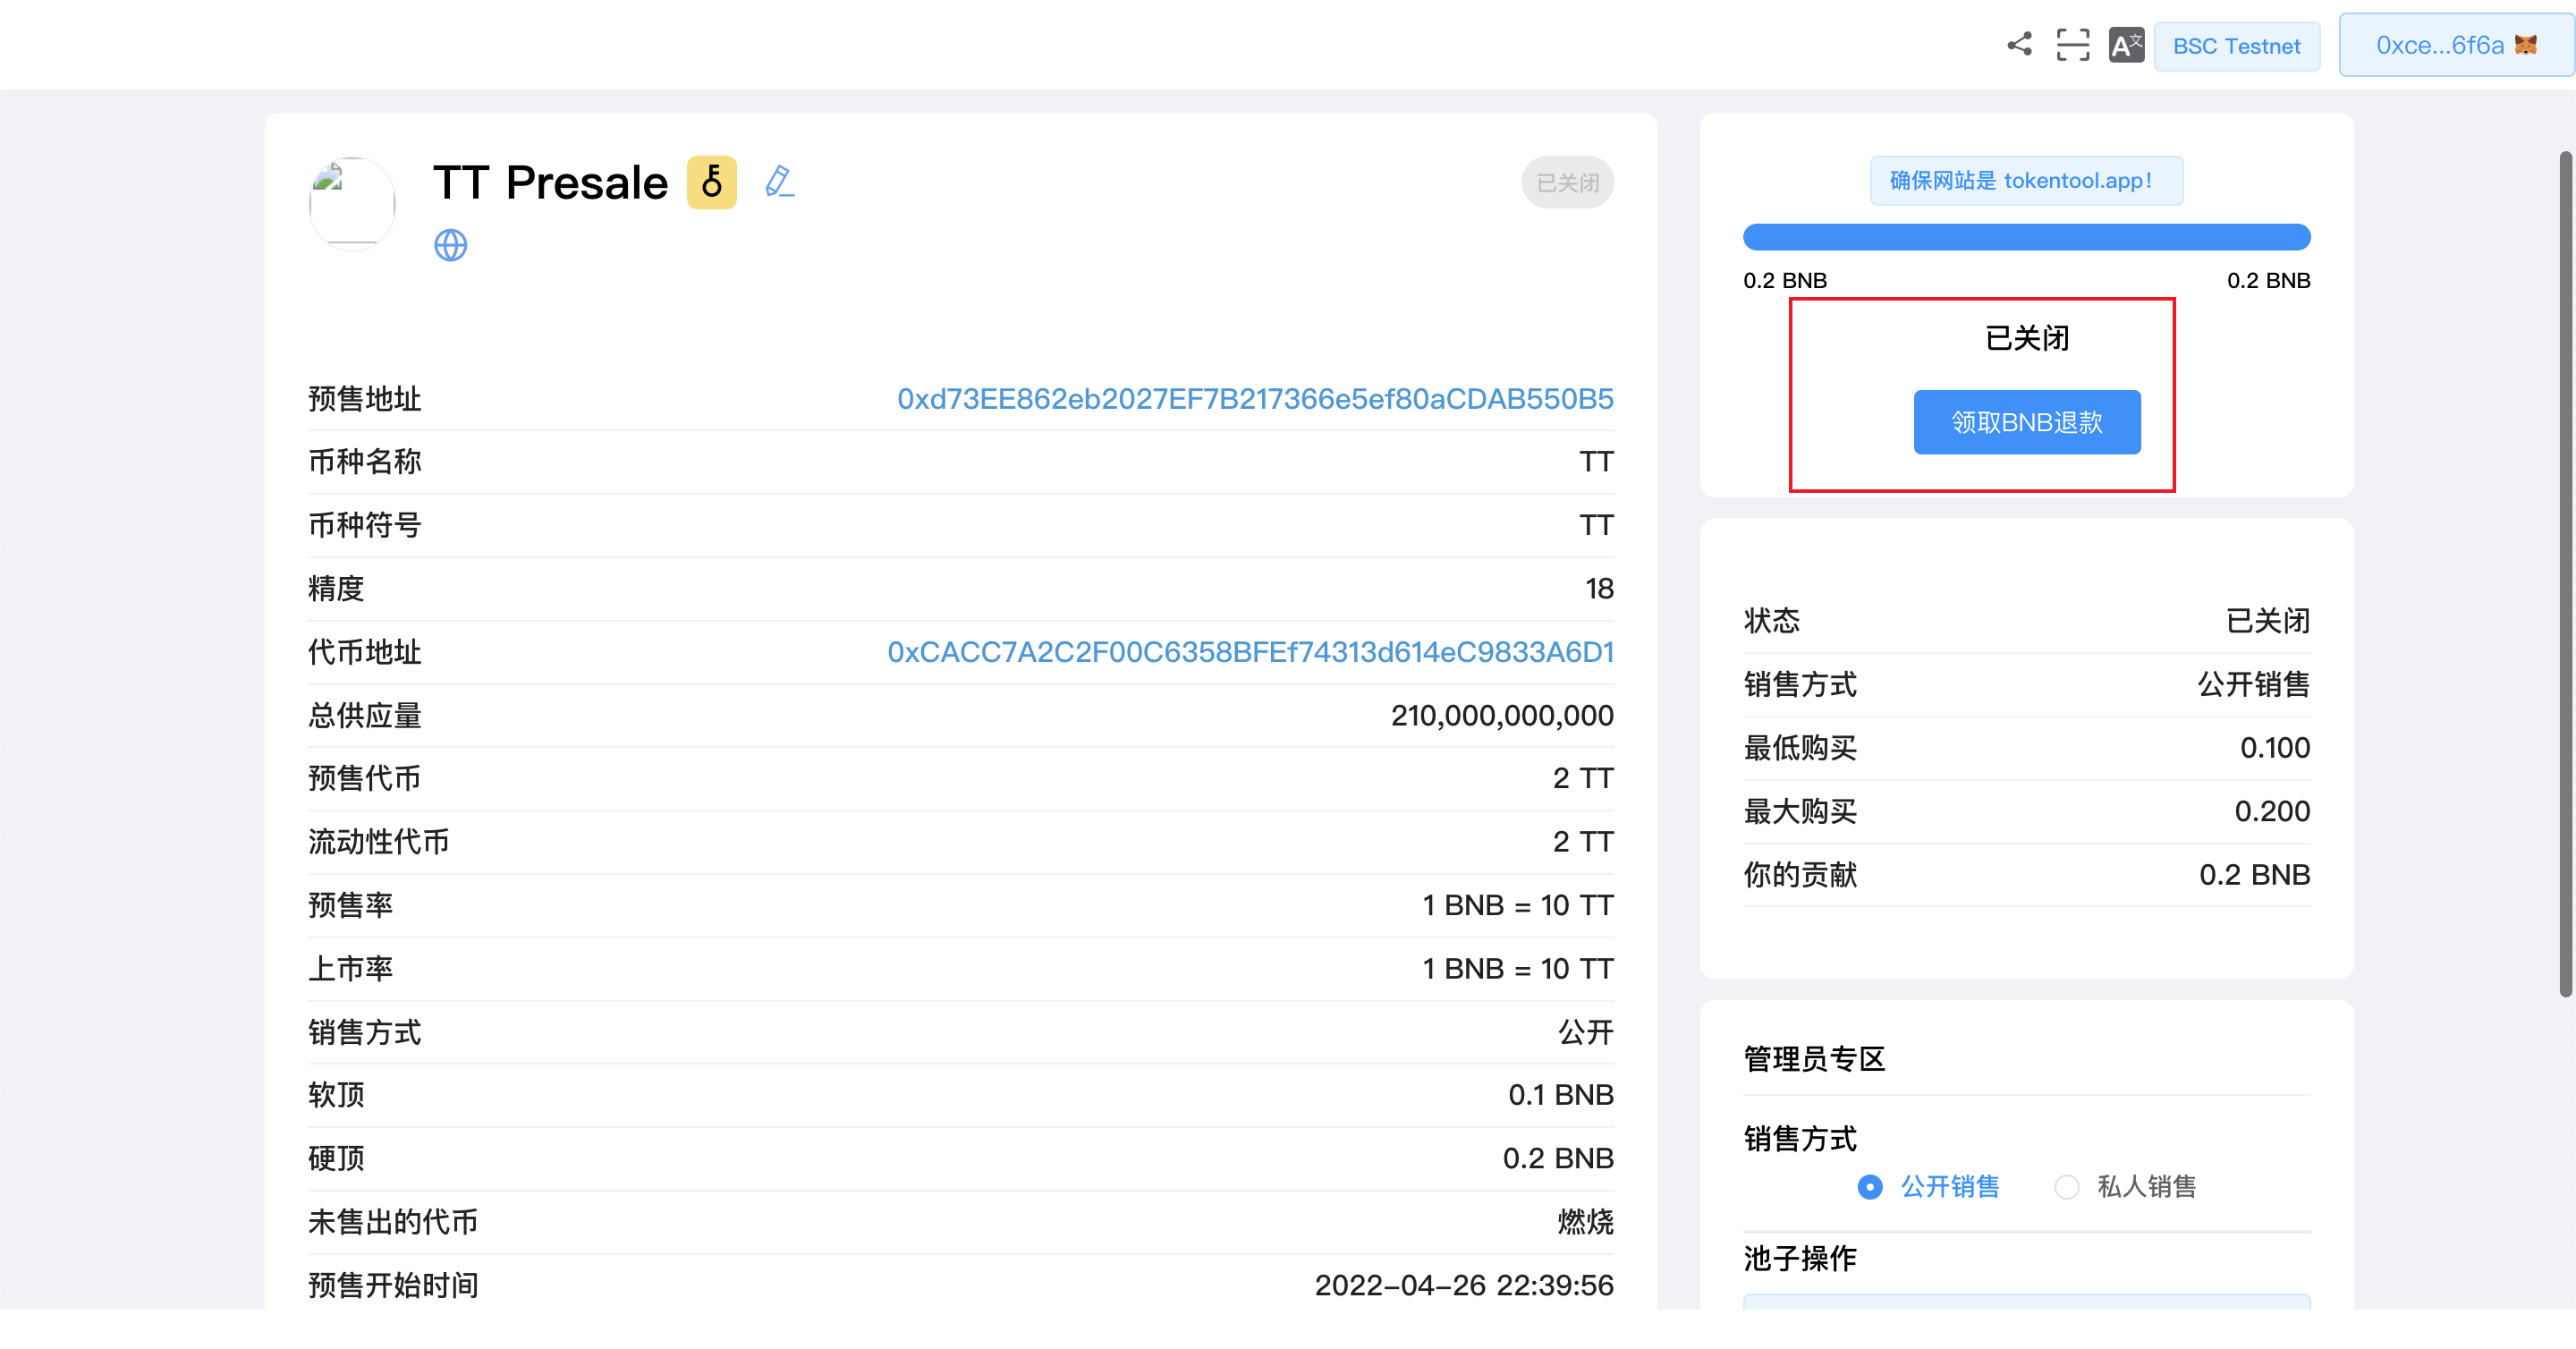 BSC Testnet
0xce...6f6a
TT Presale
已关闭
预售地址 0xd73EE862eb2027EF7B217366e5ef80aCDAB550B5
币种名称 TT
币种符号 TT
精度 18
代币地址 0xCACC7A2C2F00C6358BFEf74313d614eC9833A6D1
总供应量 210,000,000,000
预售代币 2 TT
流动性代币 2 TT
预售率 1 BNB = 10 TT
上市率 1 BNB = 10 TT
销售方式 公开
软顶 0.1 BNB
硬顶 0.2 BNB
未售出的代币 燃烧
预售开始时间 2022-04-26 22:39:56
确保网站是 tokentool.app!
0.2 BNB 0.2 BNB
已关闭
领取BNB退款
状态 已关闭
销售方式 公开销售
最低购买 0.100
最大购买 0.200
你的贡献 0.2 BNB
管理员专区
销售方式
公开销售 私人销售
池子操作